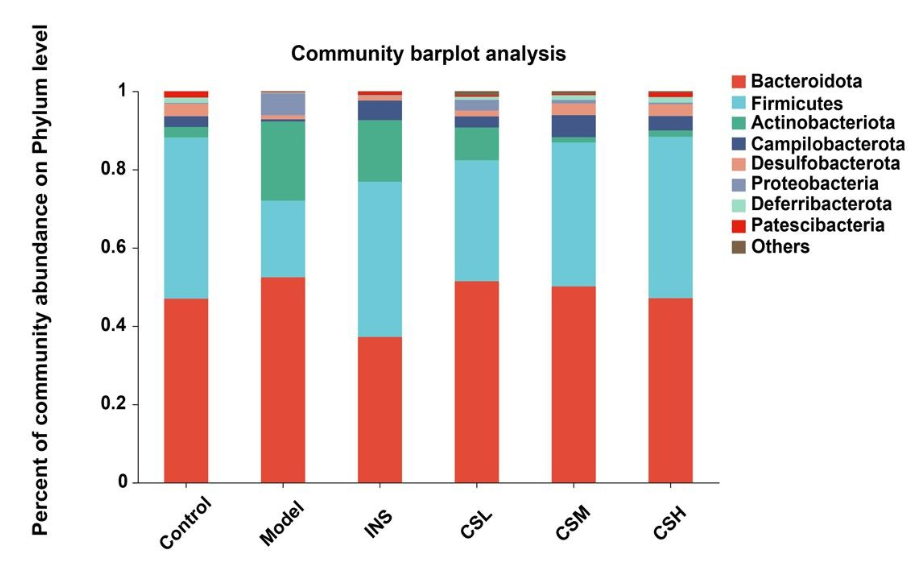 Community barplot analysis
Percent of community abundance on Phylum level
1
0.8
0.6
0.4
0.2
0
Control
Model
INS
CSL
CSM
CSH
Bacteroidota
Firmicutes
Actinobacteriota
Campilobacterota
Desulfobacterota
Proteobacteria
Deferribacterota
Patescibacteria
Others